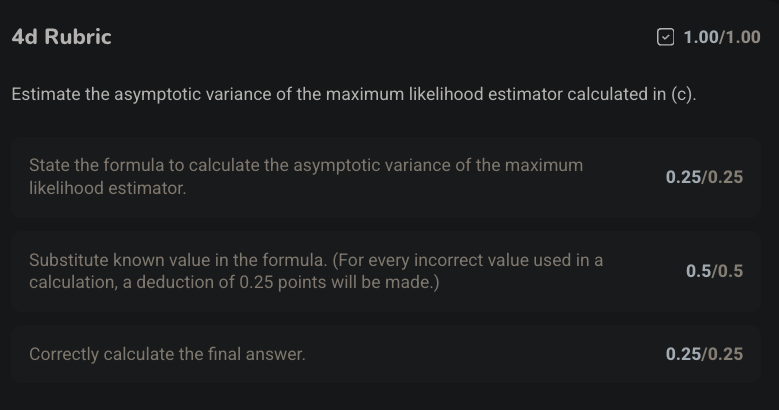 4d Rubric
1.00/1.00
Estimate the asymptotic variance of the maximum likelihood estimator calculated in (c).
State the formula to calculate the asymptotic variance of the maximum
likelihood estimator.
0.25/0.25
Substitute known value in the formula. (For every incorrect value used in a
calculation, a deduction of 0.25 points will be made.)
0.5/0.5
Correctly calculate the final answer.
0.25/0.25